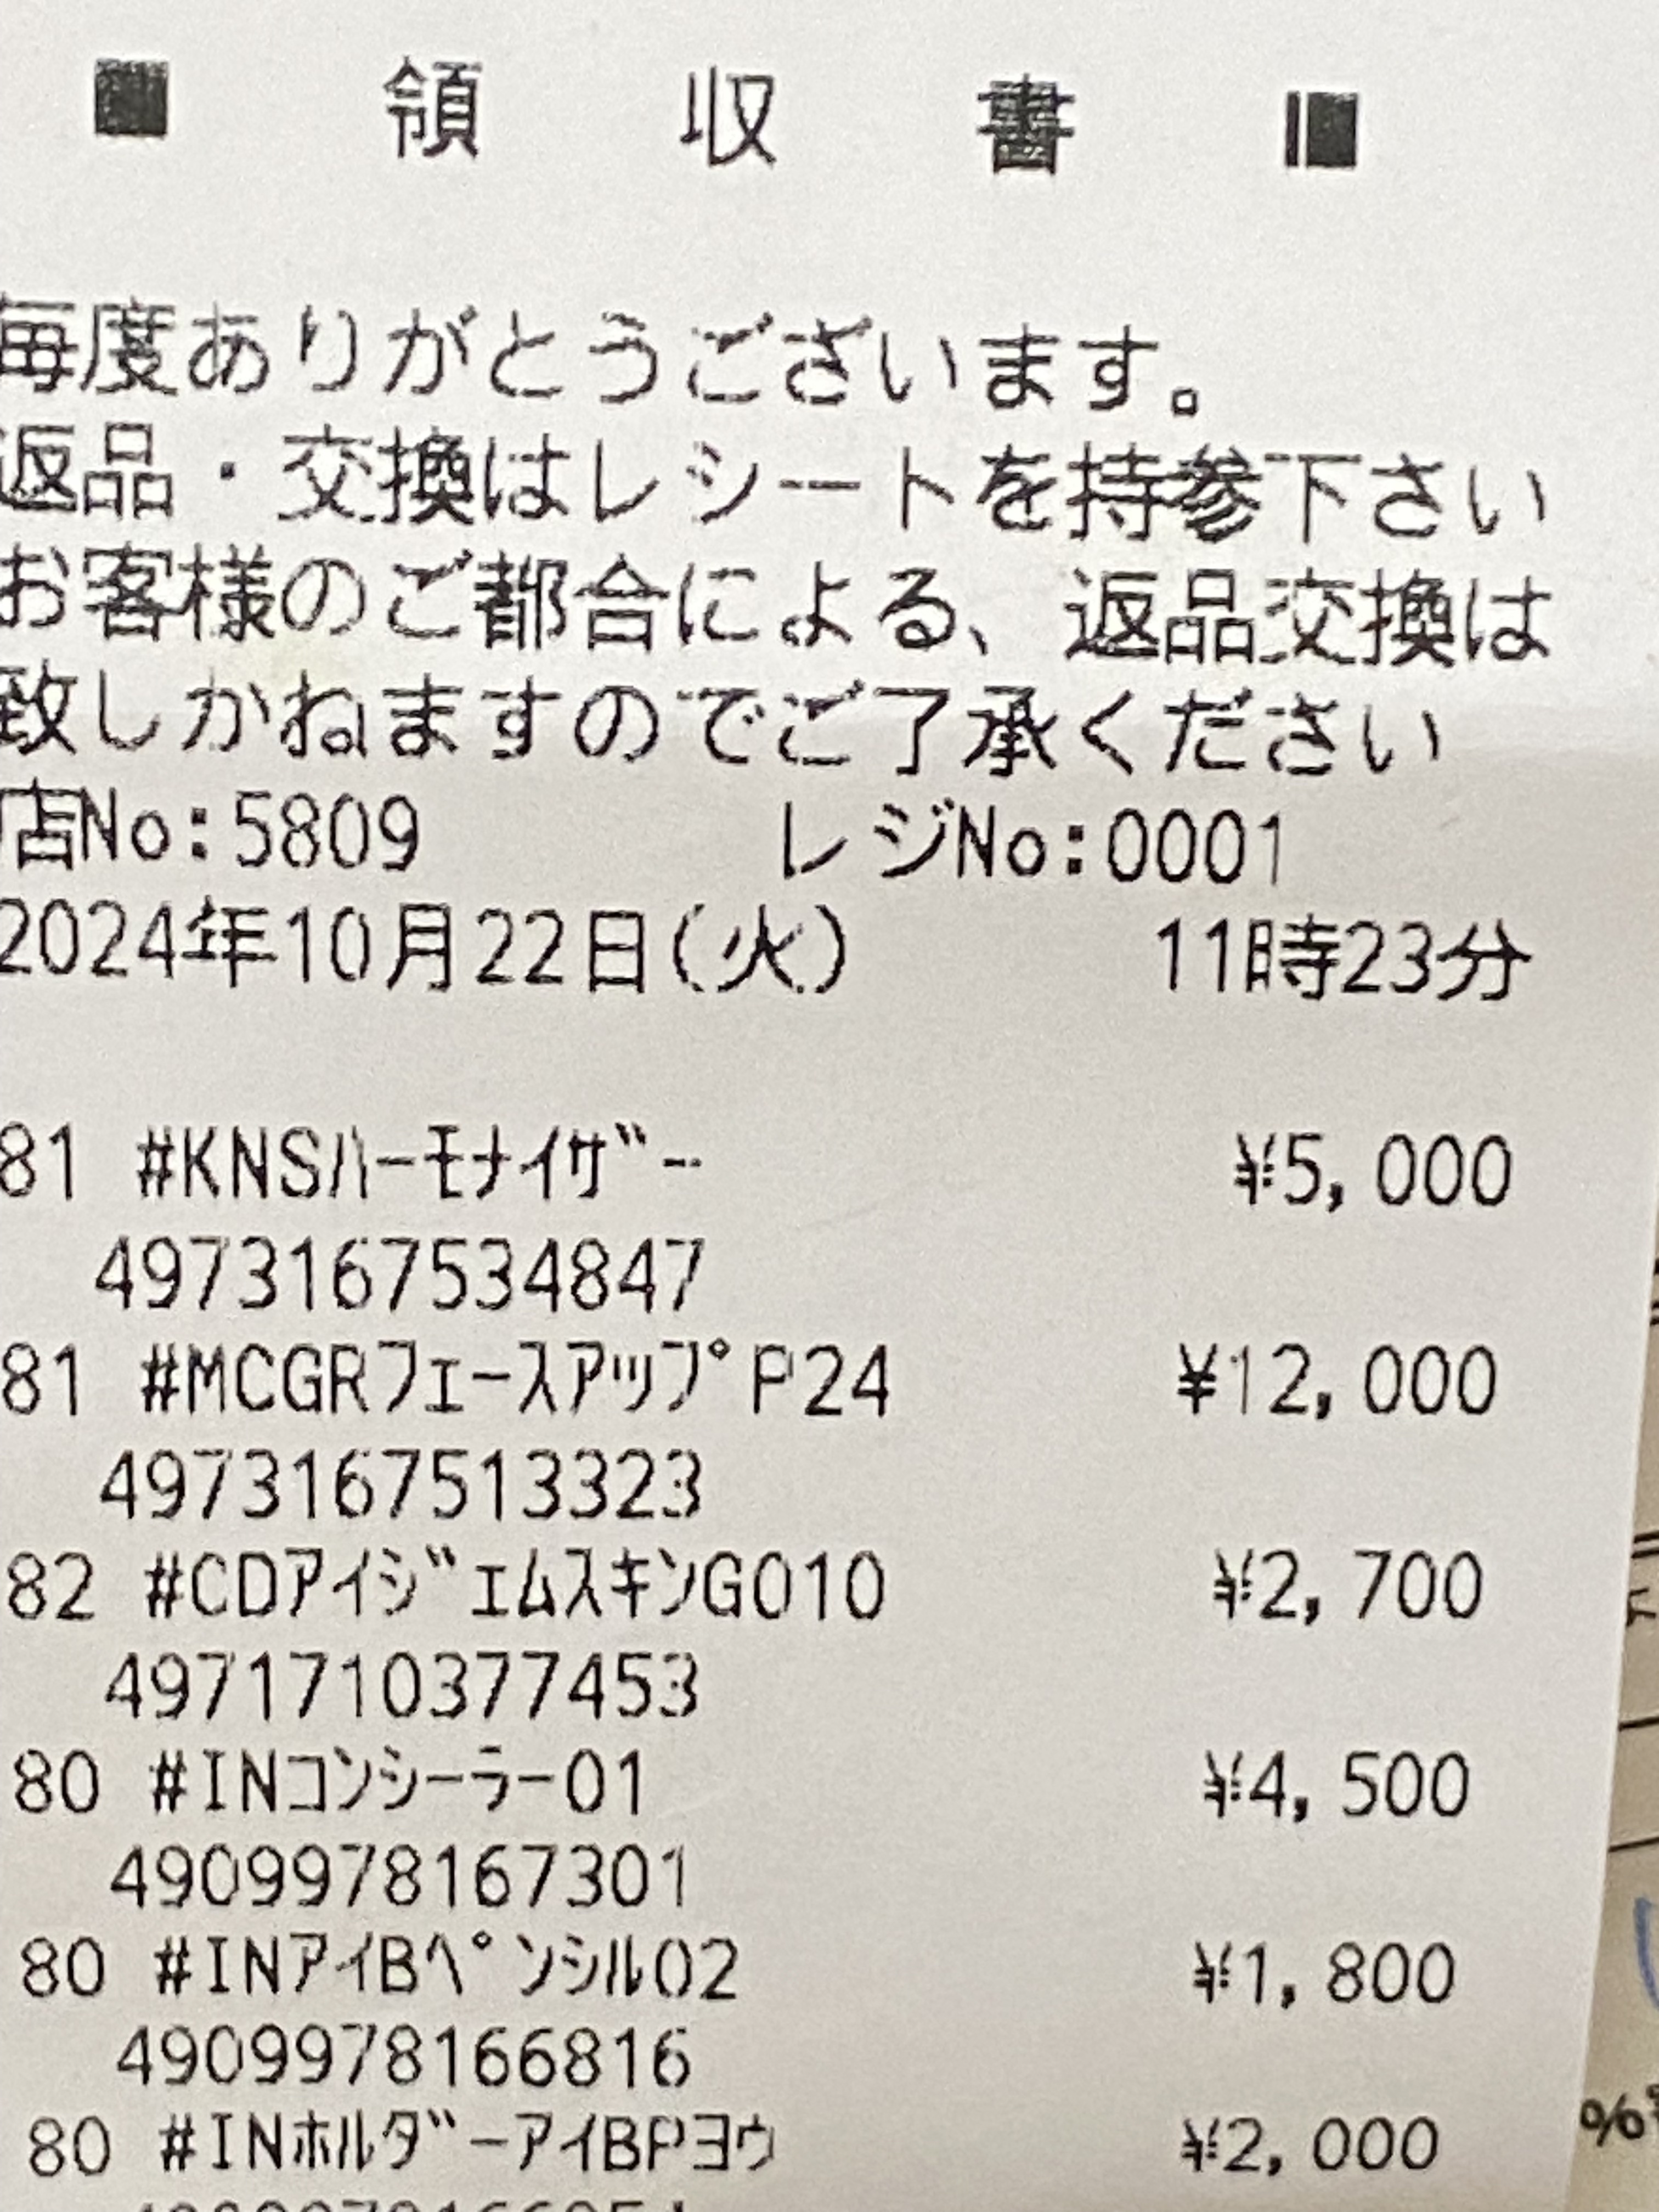 ■ 領 収 書 ■
毎度ありがとうございます。
返品・交換はレシートを持参下さい
お客様のご都合による、返品交換は
致しかねますのでご了承ください
店No:5809 レジNo:0001
2024年10月22日(火) 11時23分
81 #KNSﾊｰﾓﾅｲｻﾞｰ ¥5,000
4973167534847
81 #MCGRﾌｪｰｽｱｯﾌﾟP24 ¥12,000
4973167513323
82 #CDｱｲｼﾞｪﾑｽｷﾝG010 ¥2,700
4971710377453
80 #INｺﾝｼｰﾗｰ01 ¥4,500
4909978167301
80 #INｱｲBﾍﾟﾝｼﾙ02 ¥1,800
4909978166816
80 #INﾎﾙﾀﾞｰｱｲBPﾖｳ ¥2,000